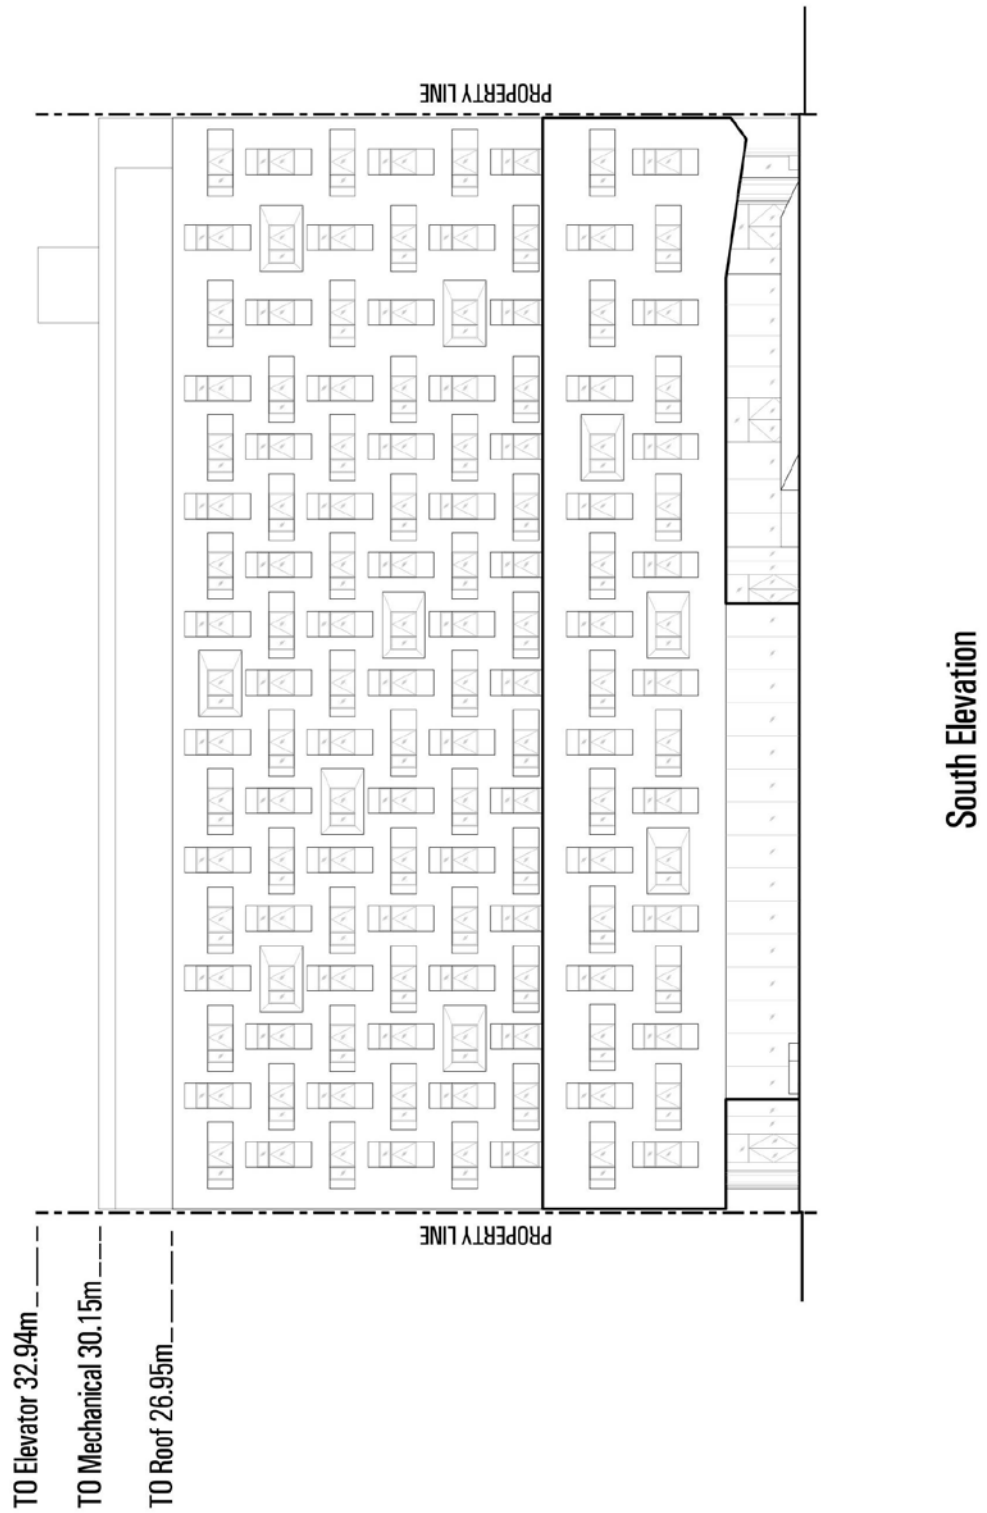 TO Elevator 32.94m
TO Mechanical 30.15m
TO Roof 26.95m
PROPERTY LINE
PROPERTY LINE
South Elevation